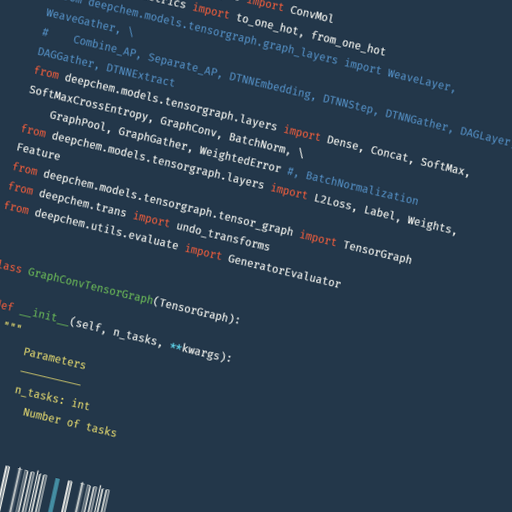 import ConvMol
import to_one_hot, from_one_hot
deepchem.models.tensorgraph.graph_layers import WeaveLayer,
WeaveGather, \
# Combine_AP, Separate_AP, DTNNEmbedding, DTNNStep, DTNNGather, DAGLayer
DAGGather, DTNNExtract
from deepchem.models.tensorgraph.layers import Dense, Concat, SoftMax,
SoftMaxCrossEntropy, GraphConv, BatchNorm, \
GraphPool, GraphGather, WeightedError #, BatchNormalization
from deepchem.models.tensorgraph.layers import L2Loss, Label, Weights,
Feature
from deepchem.models.tensorgraph.tensor_graph import TensorGraph
from deepchem.trans import undo_transforms
from deepchem.utils.evaluate import GeneratorEvaluator
lass GraphConvTensorGraph(TensorGraph):
ef __init__(self, n_tasks, **kwargs):
"""
Parameters
n_tasks: int
Number of tasks